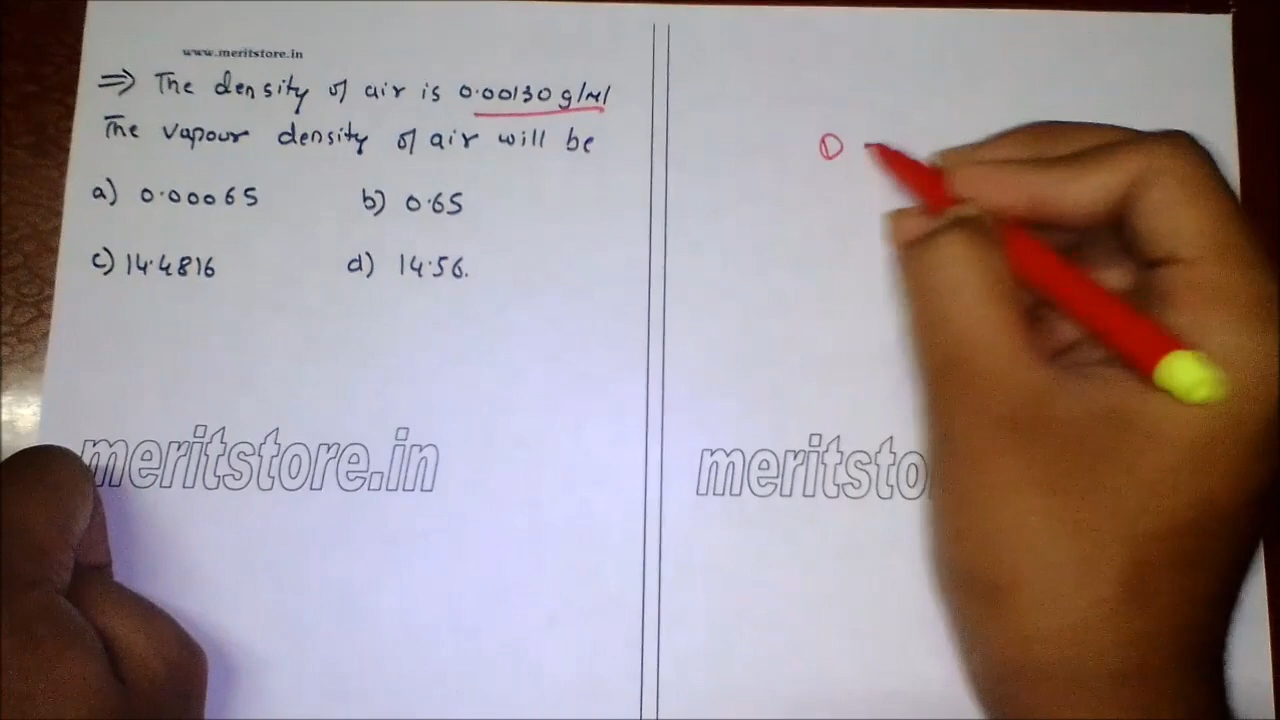 www.meritstore.in
⇒ The density of air is 0.00130 g/ml
The vapour density of air will be
a) 0.00065 b) 0.65
c) 14.4816 d) 14.56.
D
meritstore.in meritsto